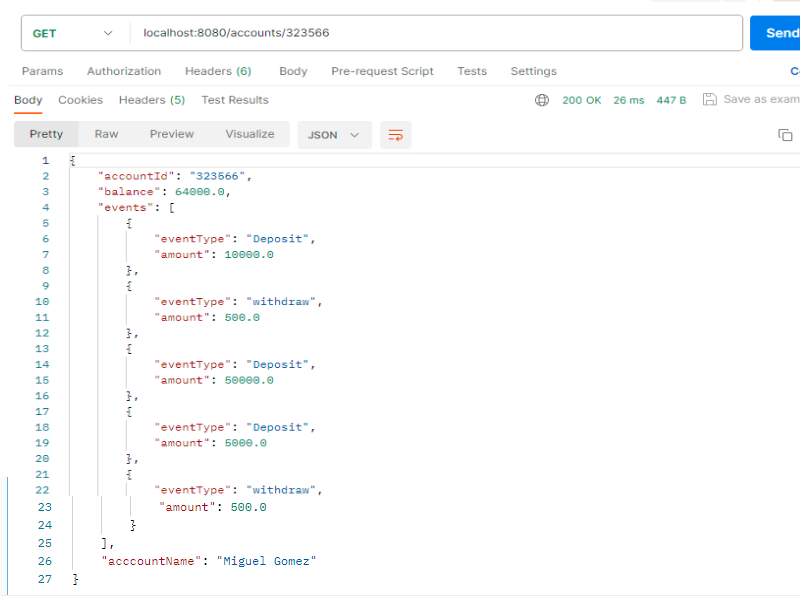 GET localhost:8080/accounts/323566 Send
Params Authorization Headers (6) Body Pre-request Script Tests Settings
Body Cookies Headers (5) Test Results 200 OK 26 ms 447 B Save as
Pretty Raw Preview Visualize JSON
1 {
2 "accountId": "323566",
3 "balance": 64000.0,
4 "events": [
5 {
6 "eventType": "Deposit",
7 "amount": 10000.0
8 },
9 {
10 "eventType": "withdraw",
11 "amount": 500.0
12 },
13 {
14 "eventType": "Deposit",
15 "amount": 50000.0
16 },
17 {
18 "eventType": "Deposit",
19 "amount": 5000.0
20 },
21 {
22 "eventType": "withdraw",
23 "amount": 500.0
24 }
25 ],
26 "acccountName": "Miguel Gomez"
27 }